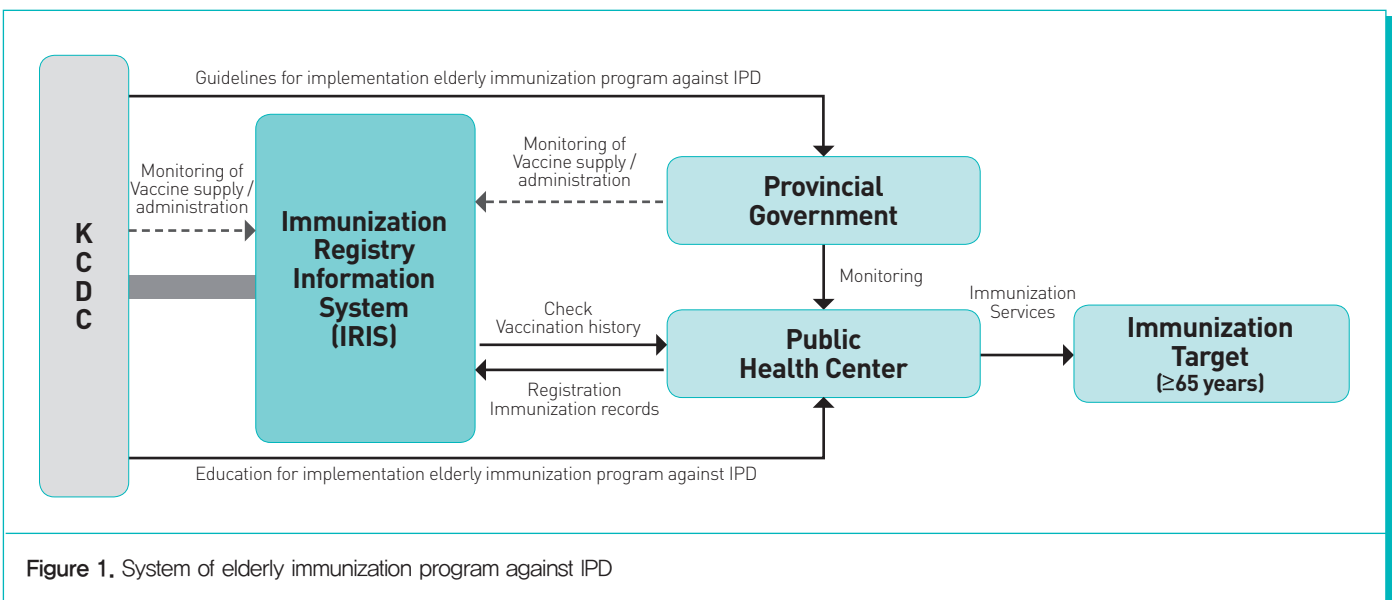 Guidelines for implementation elderly immunization program against IPD
K
C
D
C
Monitoring of
Vaccine supply /
administration
Immunization
Registry
Information
System
(IRIS)
Monitoring of
Vaccine supply /
administration
Provincial
Government
Monitoring
Check
Vaccination history
Registration
Immunization records
Public
Health Center
Immunization
Services
Immunization
Target
(≥65 years)
Education for implementation elderly immunization program against IPD
Figure 1. System of elderly immunization program against IPD